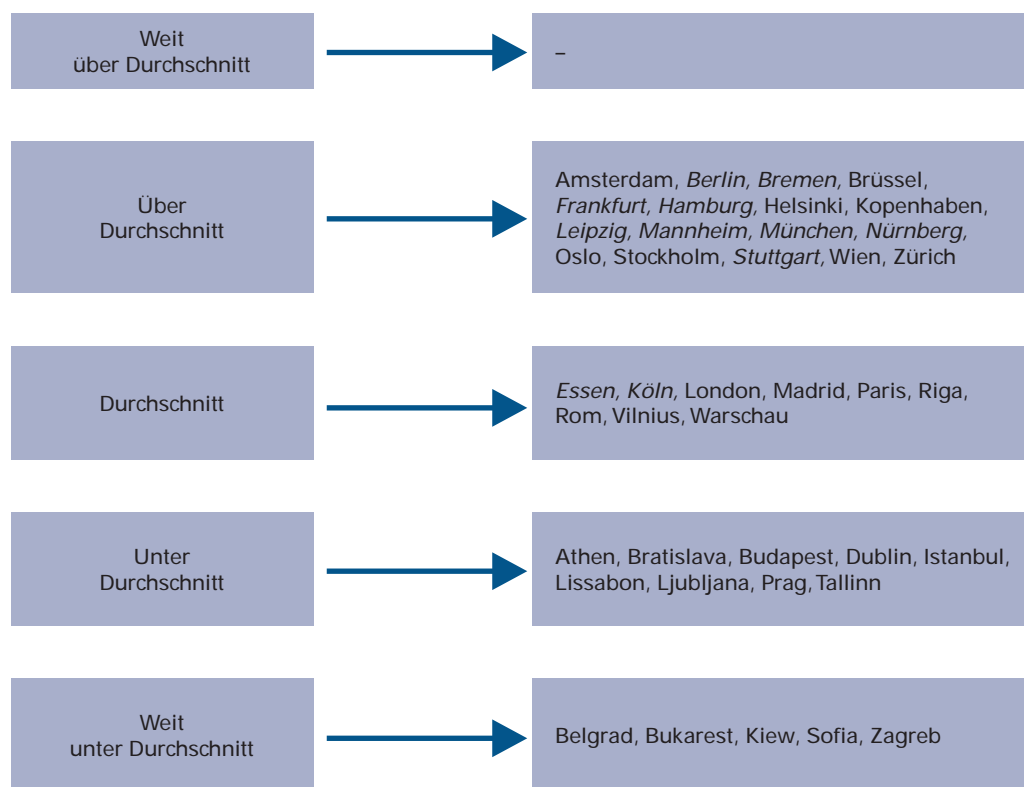 Weit
über Durchschnitt
–
Über
Durchschnitt
Amsterdam, Berlin, Bremen, Brüssel,
Frankfurt, Hamburg, Helsinki, Kopenhaben,
Leipzig, Mannheim, München, Nürnberg,
Oslo, Stockholm, Stuttgart, Wien, Zürich
Durchschnitt
Essen, Köln, London, Madrid, Paris, Riga,
Rom, Vilnius, Warschau
Unter
Durchschnitt
Athen, Bratislava, Budapest, Dublin, Istanbul,
Lissabon, Ljubljana, Prag, Tallinn
Weit
unter Durchschnitt
Belgrad, Bukarest, Kiew, Sofia, Zagreb